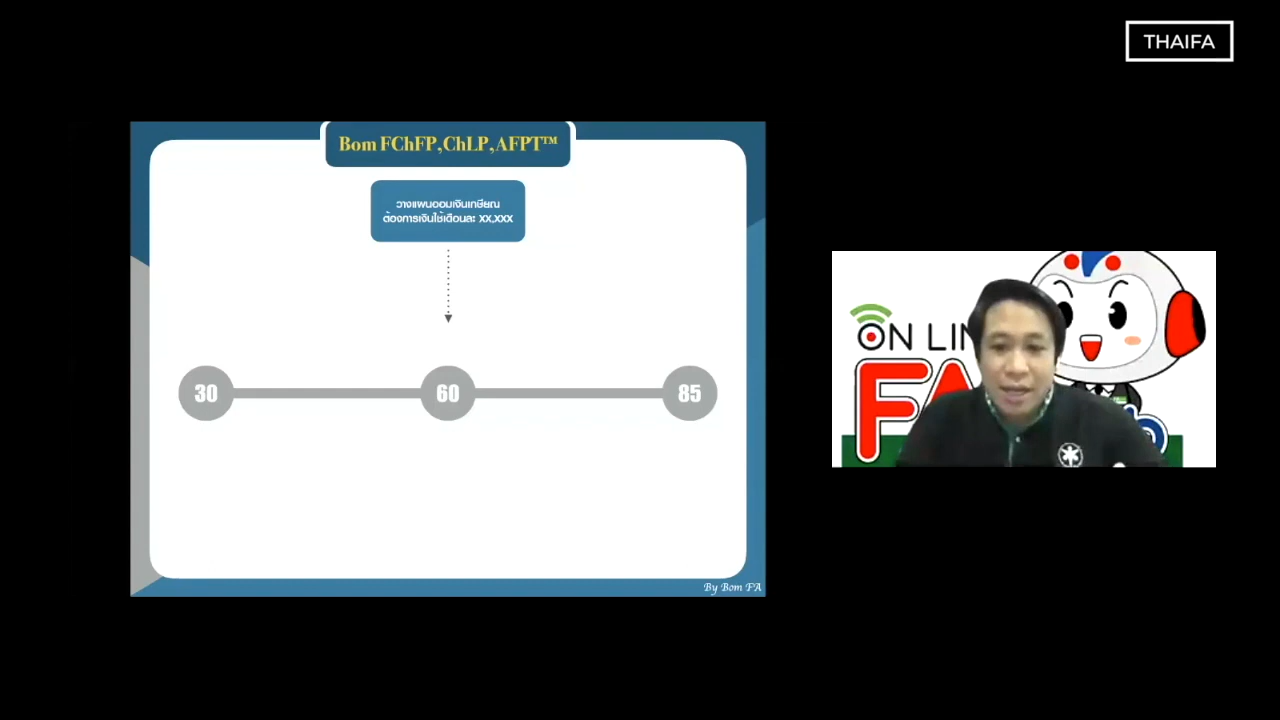 THAIFA
Bom FChFP,ChLP,AFPT™
วางแผนออมเงินเกษียณ
ต้องการเงินใช้เดือนละ XX,XXX
30
60
85
By Bom FA
ON LIN
FA